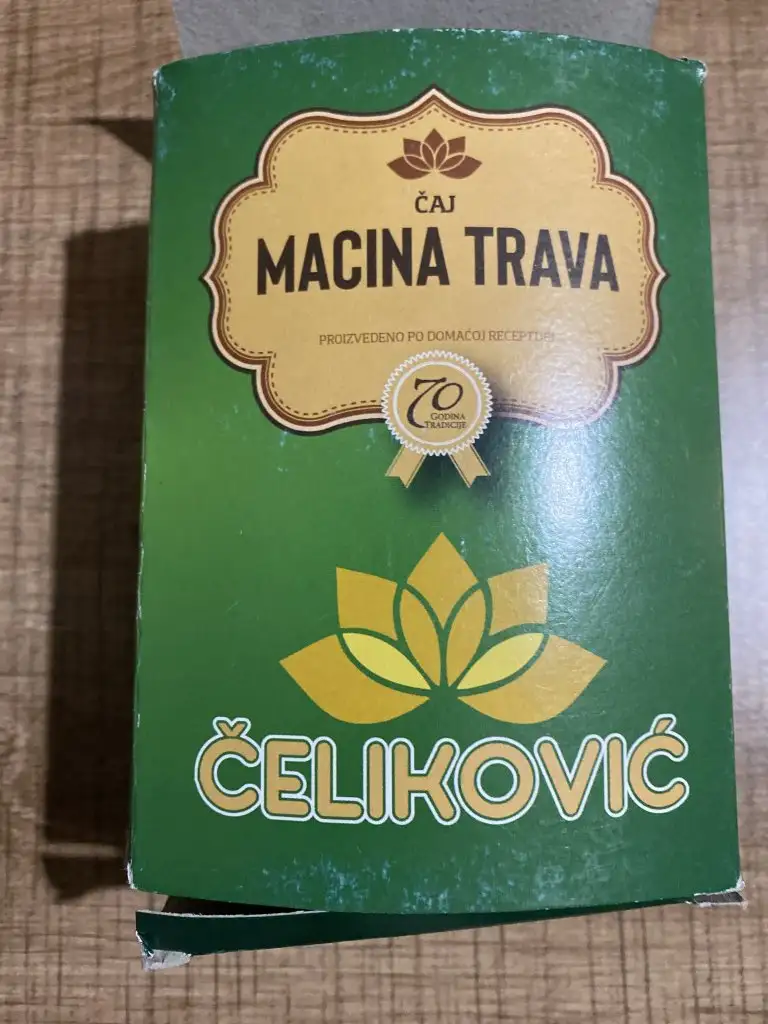 ČAJ
MACINA TRAVA
PROIZVEDENO PO DOMAĆOJ RECEPTURI
70
GODINA
TRADICIJE
ČELIKOVIĆ